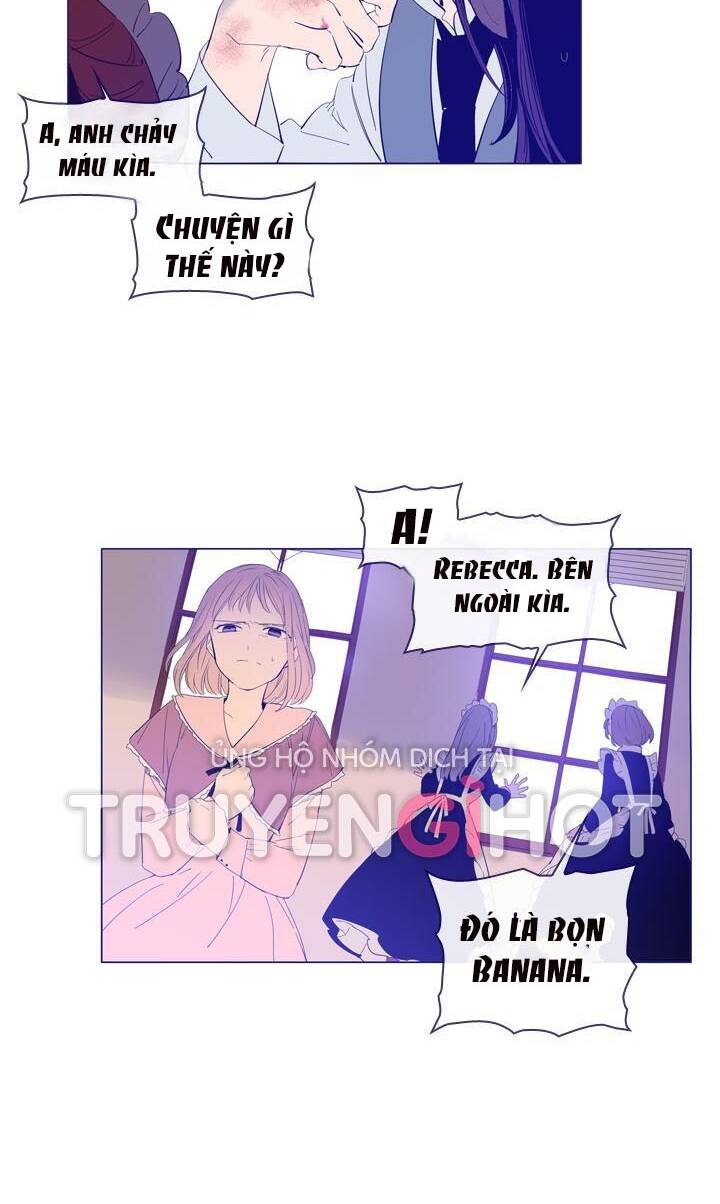 A, ANH CHẢY
MÁU KÌA.
CHUYỆN GÌ
THẾ NÀY?
A!
REBECCA. BÊN
NGOÀI KÌA.
ỦNG HỘ NHÓM DỊCH TẠI
TRUYENGIHOT
ĐÓ LÀ BỌN
BANANA.